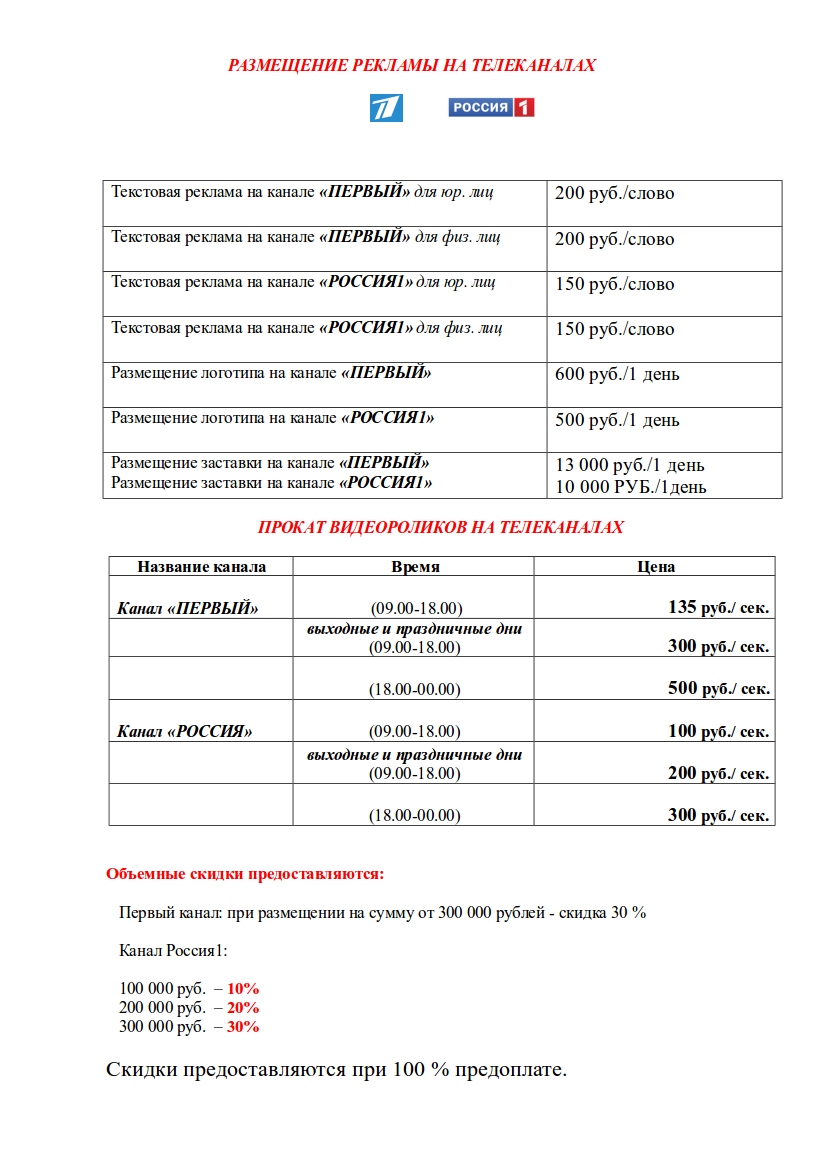 РАЗМЕЩЕНИЕ РЕКЛАМЫ НА ТЕЛЕКАНАЛАХ
РОССИЯ 1
Текстовая реклама на канале «ПЕРВЫЙ» для юр. лиц 200 руб./слово
Текстовая реклама на канале «ПЕРВЫЙ» для физ. лиц 200 руб./слово
Текстовая реклама на канале «РОССИЯ1» для юр. лиц 150 руб./слово
Текстовая реклама на канале «РОССИЯ1» для физ. лиц 150 руб./слово
Размещение логотипа на канале «ПЕРВЫЙ» 600 руб./1 день
Размещение логотипа на канале «РОССИЯ1» 500 руб./1 день
Размещение заставки на канале «ПЕРВЫЙ» 13 000 руб./1 день
Размещение заставки на канале «РОССИЯ1» 10 000 РУБ./1день
ПРОКАТ ВИДЕОРОЛИКОВ НА ТЕЛЕКАНАЛАХ
Название канала Время Цена
Канал «ПЕРВЫЙ» (09.00-18.00) 135 руб./ сек.
выходные и праздничные дни
(09.00-18.00) 300 руб./ сек.
(18.00-00.00) 500 руб./ сек.
Канал «РОССИЯ» (09.00-18.00) 100 руб./ сек.
выходные и праздничные дни
(09.00-18.00) 200 руб./ сек.
(18.00-00.00) 300 руб./ сек.
Объемные скидки предоставляются:
Первый канал: при размещении на сумму от 300 000 рублей - скидка 30 %
Канал Россия1:
100 000 руб. – 10%
200 000 руб. – 20%
300 000 руб. – 30%
Скидки предоставляются при 100 % предоплате.